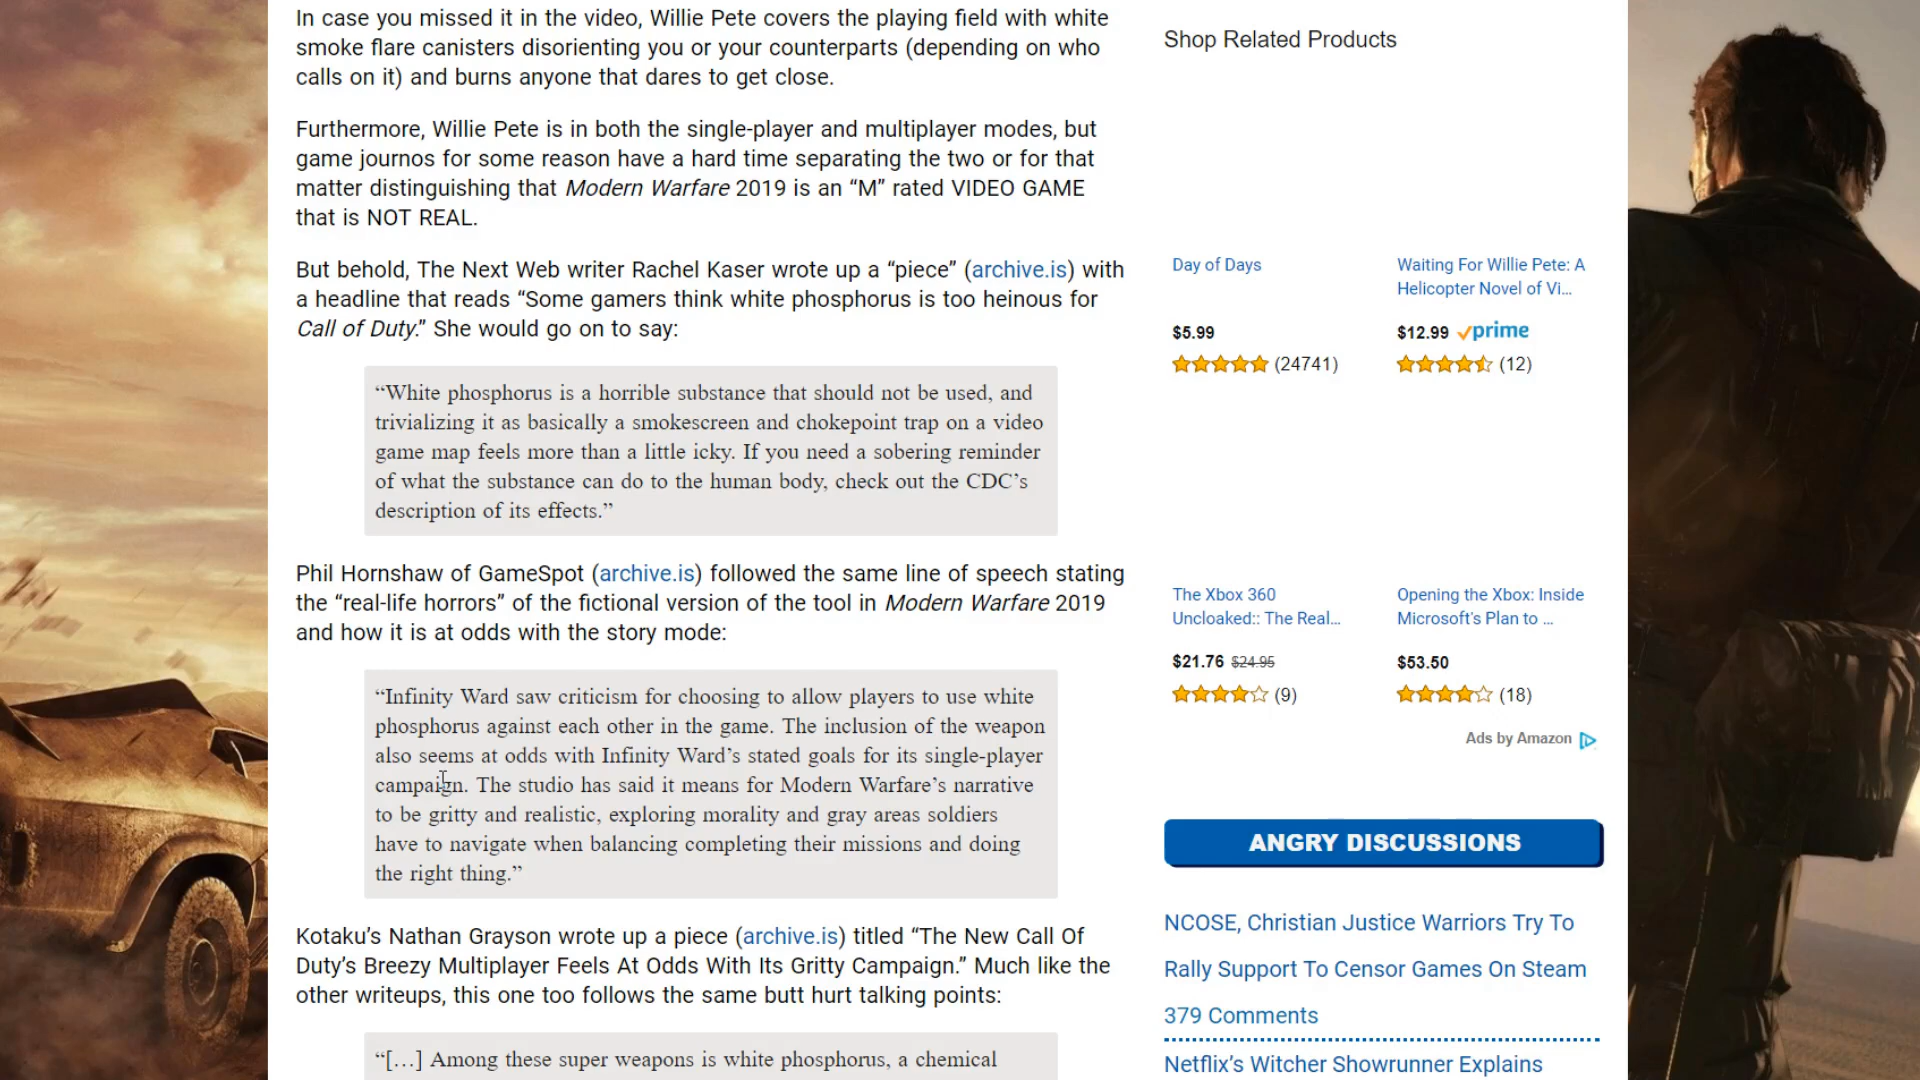 In case you missed it in the video, Willie Pete covers the playing field with white
smoke flare canisters disorienting you or your counterparts (depending on who
calls on it) and burns anyone that dares to get close.
Furthermore, Willie Pete is in both the single-player and multiplayer modes, but
game journos for some reason have a hard time separating the two or for that
matter distinguishing that Modern Warfare 2019 is an “M” rated VIDEO GAME
that is NOT REAL.
But behold, The Next Web writer Rachel Kaser wrote up a “piece” (archive.is) with
a headline that reads “Some gamers think white phosphorus is too heinous for
Call of Duty.” She would go on to say:
“White phosphorus is a horrible substance that should not be used, and
trivializing it as basically a smokescreen and chokepoint trap on a video
game map feels more than a little icky. If you need a sobering reminder
of what the substance can do to the human body, check out the CDC’s
description of its effects.”
Phil Hornshaw of GameSpot (archive.is) followed the same line of speech stating
the “real-life horrors” of the fictional version of the tool in Modern Warfare 2019
and how it is at odds with the story mode:
“Infinity Ward saw criticism for choosing to allow players to use white
phosphorus against each other in the game. The inclusion of the weapon
also seems at odds with Infinity Ward’s stated goals for its single-player
campaign. The studio has said it means for Modern Warfare’s narrative
to be gritty and realistic, exploring morality and gray areas soldiers
have to navigate when balancing completing their missions and doing
the right thing.”
Kotaku’s Nathan Grayson wrote up a piece (archive.is) titled “The New Call Of
Duty’s Breezy Multiplayer Feels At Odds With Its Gritty Campaign.” Much like the
other writeups, this one too follows the same butt hurt talking points:
“[…] Among these super weapons is white phosphorus, a chemical
Shop Related Products
Day of Days
$5.99
(24741)
Waiting For Willie Pete: A
Helicopter Novel of Vi...
$12.99 prime
(12)
The Xbox 360
Uncloaked:: The Real...
$21.76 $24.95
(9)
Opening the Xbox: Inside
Microsoft's Plan to ...
$53.50
(18)
Ads by Amazon
ANGRY DISCUSSIONS
NCOSE, Christian Justice Warriors Try To
Rally Support To Censor Games On Steam
379 Comments
Netflix’s Witcher Showrunner Explains